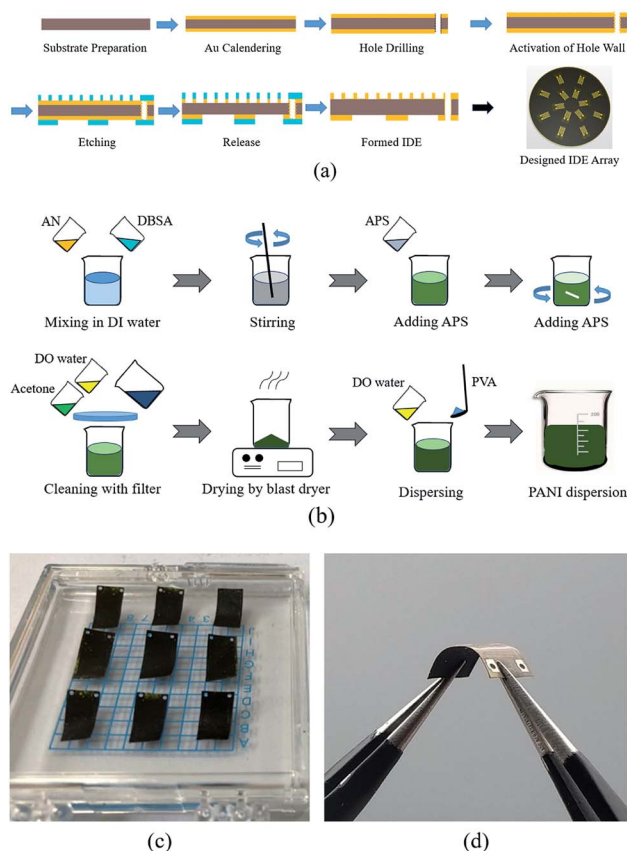 Substrate Preparation
Au Calendering
Hole Drilling
Activation of Hole Wall
Etching
Release
Formed IDE
Designed IDE Array
(a)
AN
DBSA
APS
Mixing in DI water
Stirring
Adding APS
Adding APS
DO water
Acetone
DO water
PVA
Cleaning with filter
Drying by blast dryer
Dispersing
PANI dispersion
(b)
(c)
(d)